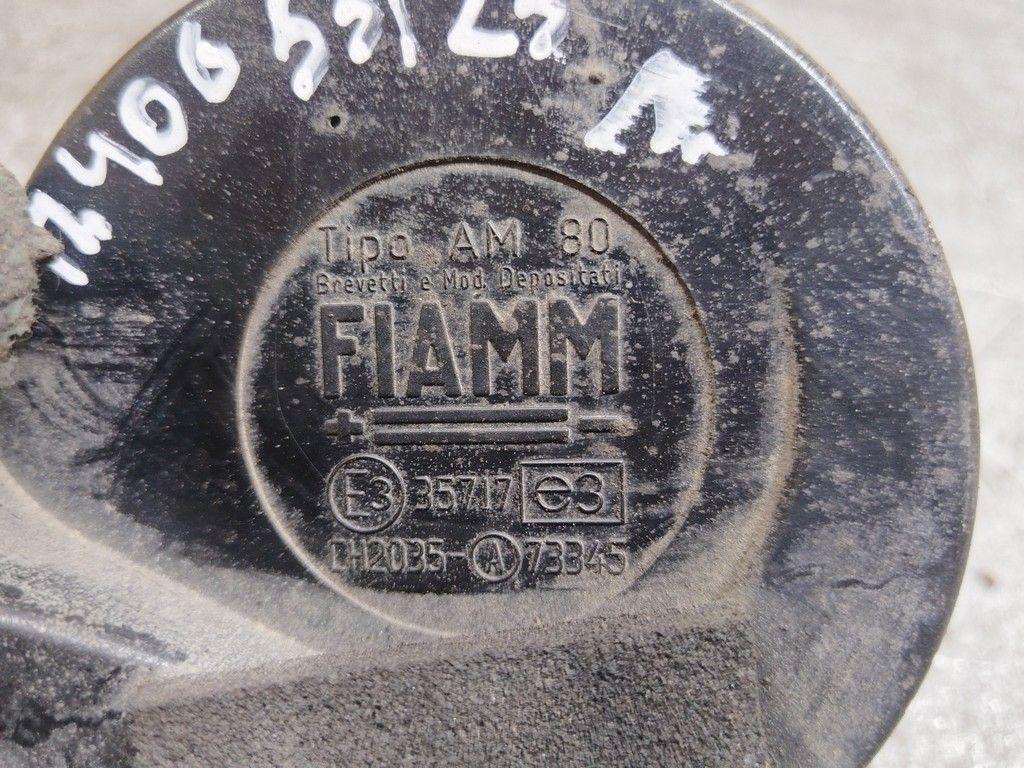 Tipo AM 80
Brevetti e Mod. Depositati
FIAMM
+ -
E3 35717 e3
CH2035-A 73345